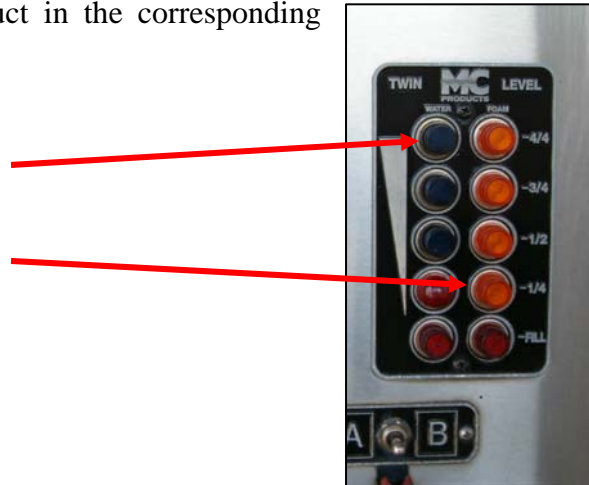 uct in the corresponding
TWIN MC LEVEL
PRODUCTS
WATER FOAM
-4/4
-3/4
-1/2
-1/4
-FILL
A B